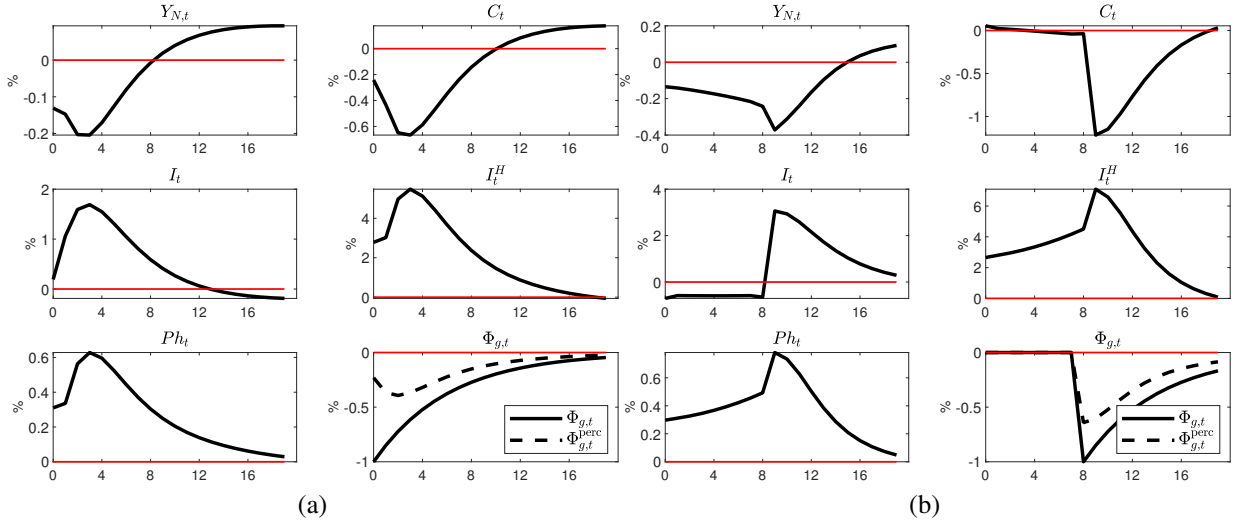 Y_{N,t}
%
0
-0.1
-0.2
0 4 8 12 16
C_t
%
0
-0.2
-0.4
-0.6
0 4 8 12 16
Y_{N,t}
%
0.2
0
-0.2
-0.4
0 4 8 12 16
C_t
%
0
-0.5
-1
0 4 8 12 16
I_t
%
2
1
0
0 4 8 12 16
I_t^H
%
4
2
0
0 4 8 12 16
I_t
%
4
2
0
0 4 8 12 16
I_t^H
%
6
4
2
0
0 4 8 12 16
Ph_t
%
0.6
0.4
0.2
0
0 4 8 12 16
Φ_{g,t}
%
0
-0.5
-1
0 4 8 12 16
Φ_{g,t}
Φ_{g,t}^{perc}
Ph_t
%
0.6
0.4
0.2
0
0 4 8 12 16
Φ_{g,t}
%
0
-0.5
-1
0 4 8 12 16
Φ_{g,t}
Φ_{g,t}^{perc}
(a)
(b)